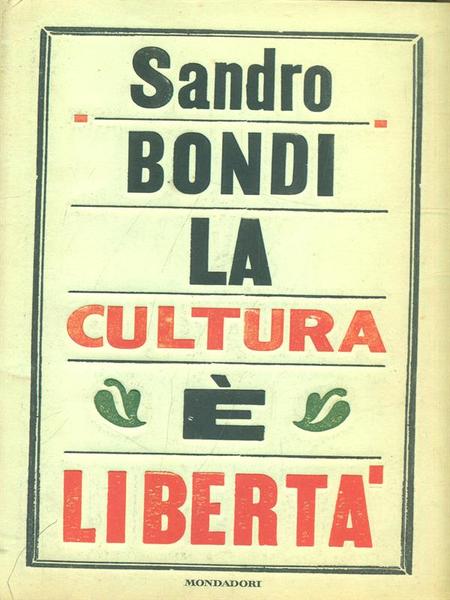 Sandro
BONDI
LA
CULTURA
È
LIBERTA'
MONDADORI